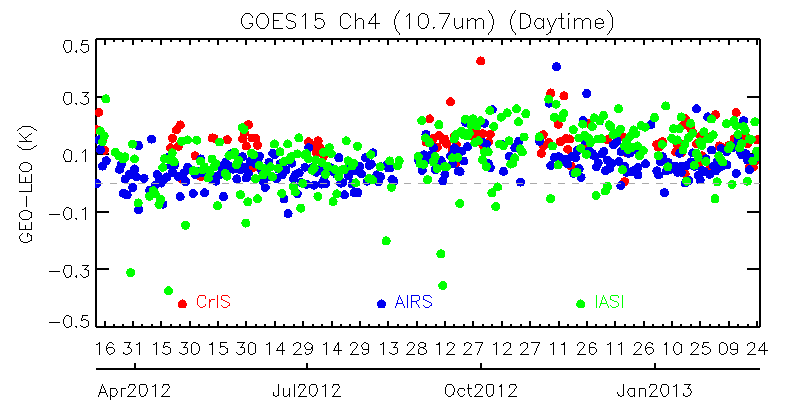 GOES15 Ch4 (10.7um) (Daytime)
0.5
0.3
0.1
-0.1
-0.3
-0.5
GEO-LEO (K)
CrIS AIRS IASI
16 31 15 30 15 30 14 29 14 29 13 28 12 27 12 27 11 26 11 26 10 25 09 24
Apr2012 Jul2012 Oct2012 Jan2013